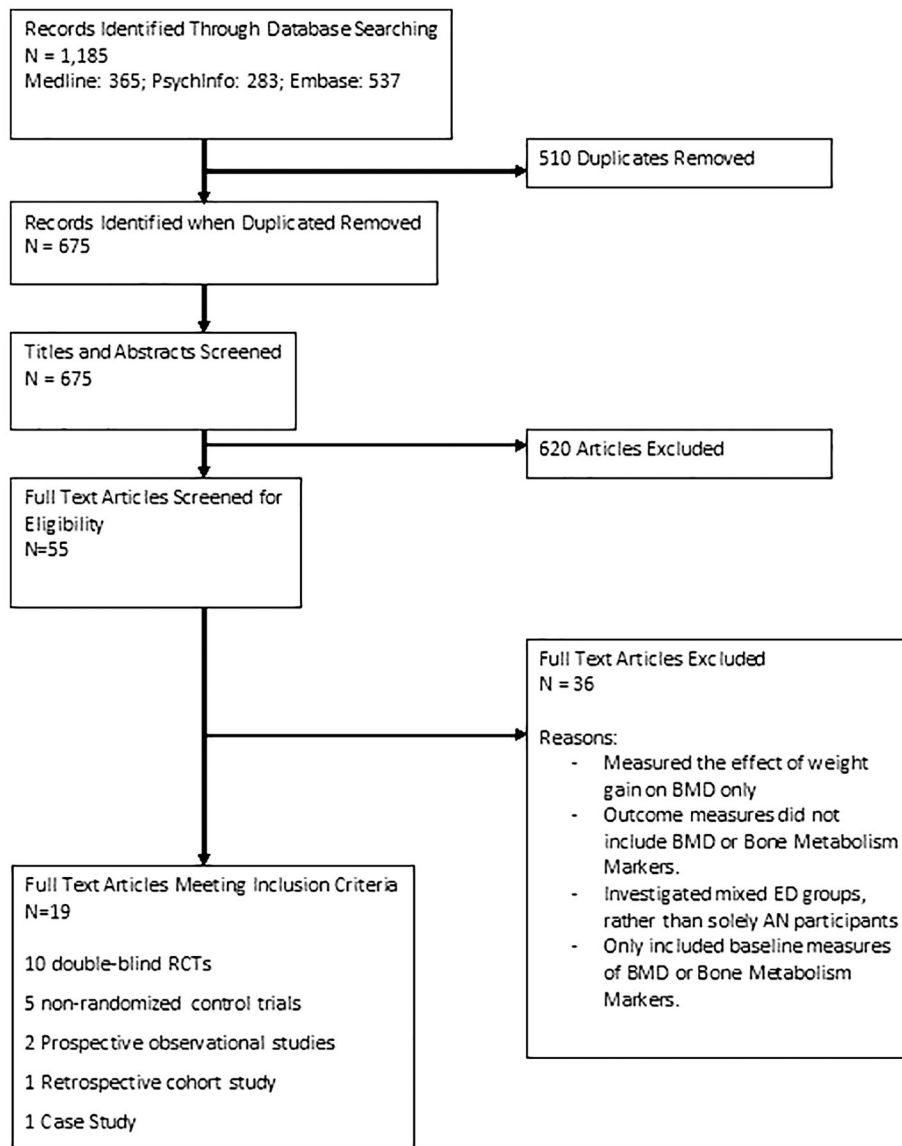 Records Identified Through Database Searching
N = 1,185
Medline: 365; PsychInfo: 283; Embase: 537
510 Duplicates Removed
Records Identified when Duplicated Removed
N = 675
Titles and Abstracts Screened
N = 675
620 Articles Excluded
Full Text Articles Screened for
Eligibility
N=55
Full Text Articles Excluded
N = 36
Reasons:
- Measured the effect of weight
gain on BMD only
- Outcome measures did not
include BMD or Bone Metabolism
Markers.
- Investigated mixed ED groups,
rather than solely AN participants
- Only included baseline measures
of BMD or Bone Metabolism
Markers.
Full Text Articles Meeting Inclusion Criteria
N=19
10 double-blind RCTs
5 non-randomized control trials
2 Prospective observational studies
1 Retrospective cohort study
1 Case Study